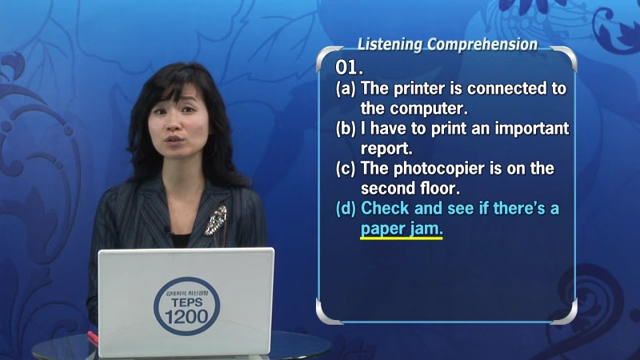 Listening Comprehension
01.
(a) The printer is connected to
the computer.
(b) I have to print an important
report.
(c) The photocopier is on the
second floor.
(d) Check and see if there's a
paper jam.
TEPS
1200